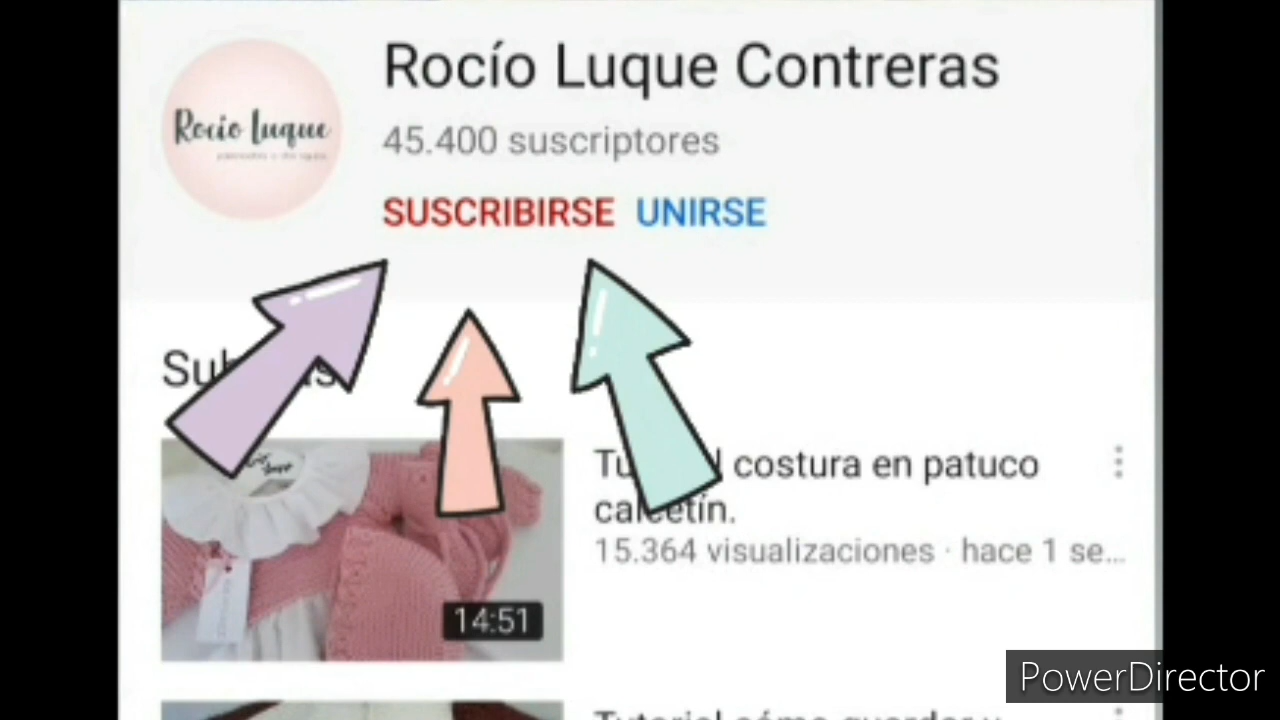 Rocío Luque Contreras
Rocío Luque
45.400 suscriptores
SUSCRIBIRSE UNIRSE
costura en patuco
calcetín.
15.364 visualizaciones · hace 1 se...
14:51
PowerDirector